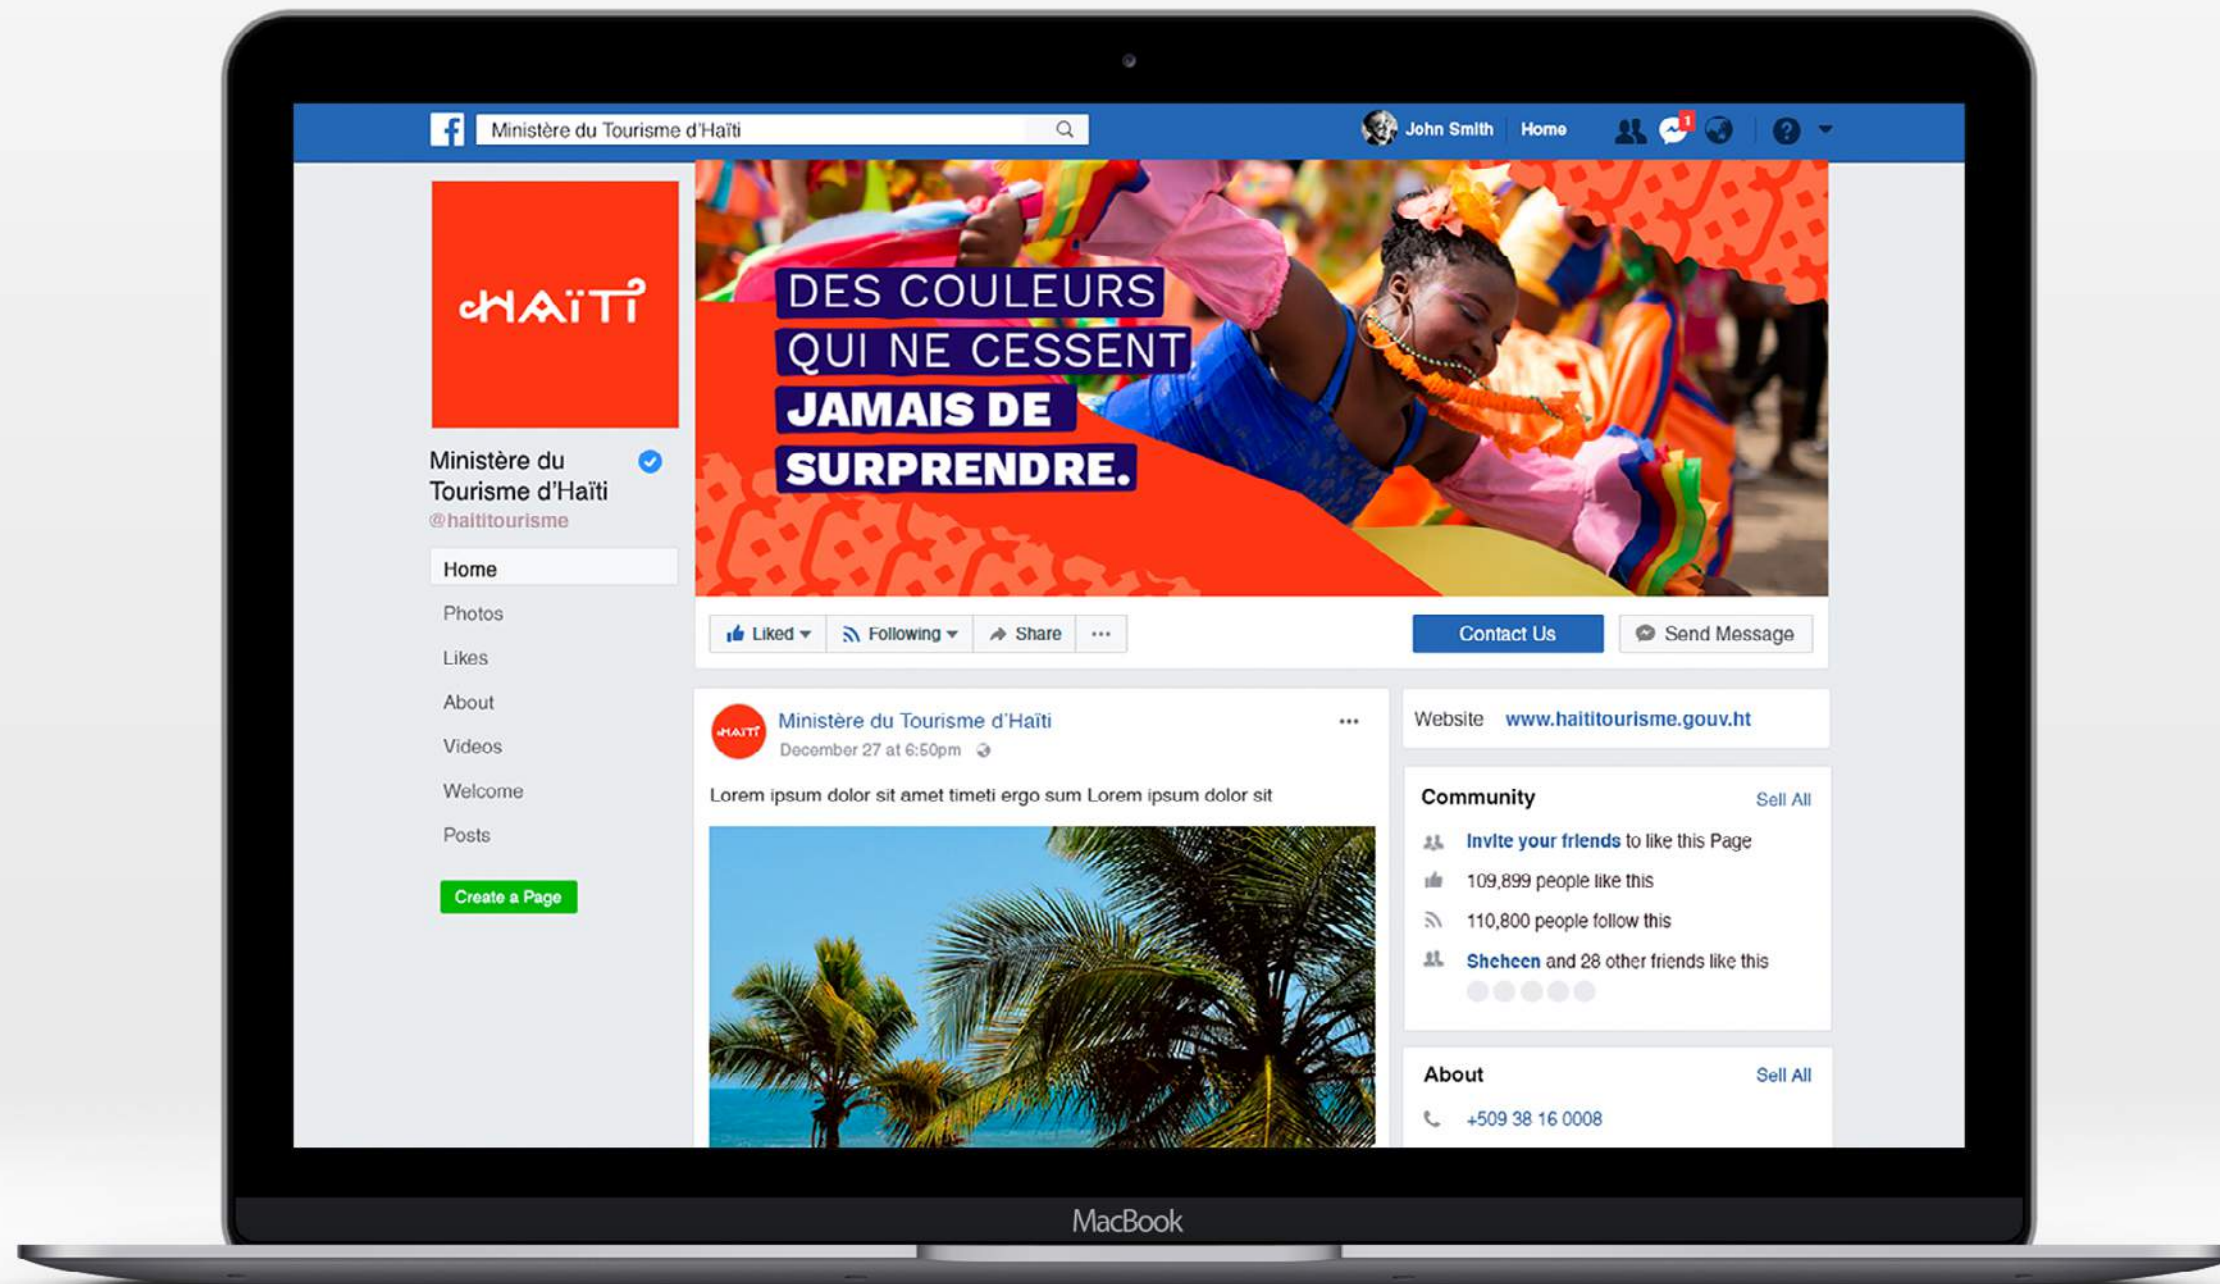 Ministère du Tourisme d'Haïti
John Smith
Home
1
?
HAÏTI
DES COULEURS
QUI NE CESSENT
JAMAIS DE
SURPRENDRE.
Ministère du
Tourisme d'Haïti
@haititourisme
Home
Photos
Likes
About
Videos
Welcome
Posts
Create a Page
Liked
Following
Share
...
Contact Us
Send Message
HAITI
Ministère du Tourisme d'Haïti
...
December 27 at 6:50pm
Lorem ipsum dolor sit amet timeti ergo sum Lorem ipsum dolor sit
Website www.haititourisme.gouv.ht
Community Sell All
Invite your friends to like this Page
109,899 people like this
110,800 people follow this
Sheheen and 28 other friends like this
About Sell All
+509 38 16 0008
MacBook